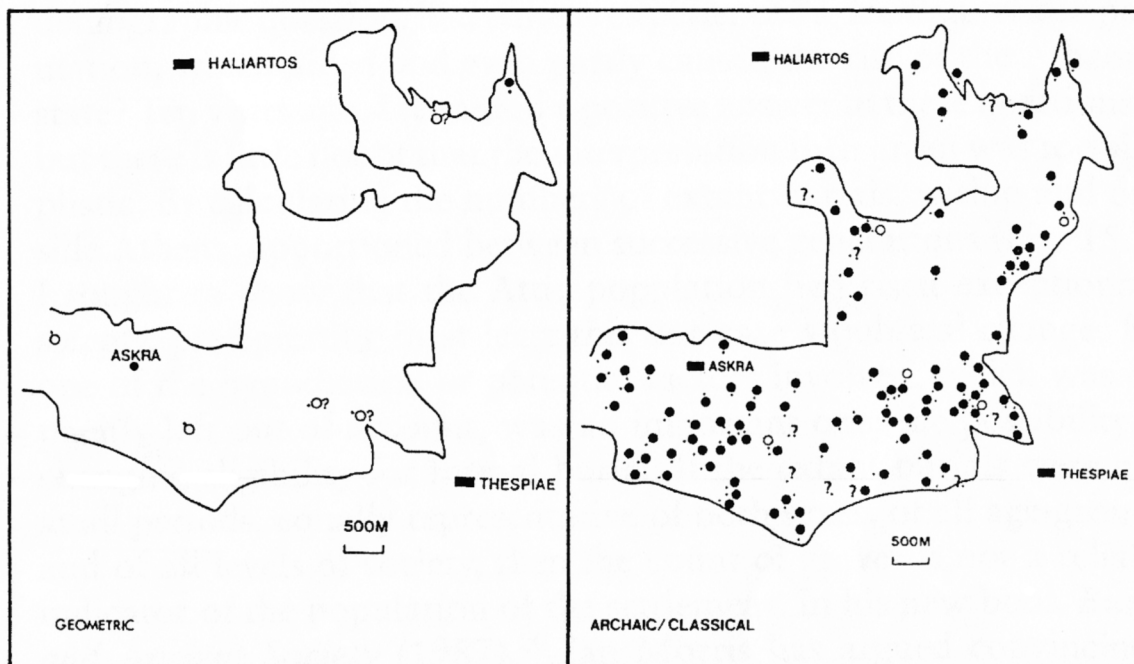 HALIARTOS
?
ASKRA
?
?
THESPIAE
500M
GEOMETRIC
HALIARTOS
?
?
?
ASKRA
?
?
?
?
?
?
THESPIAE
500M
ARCHAIC/CLASSICAL